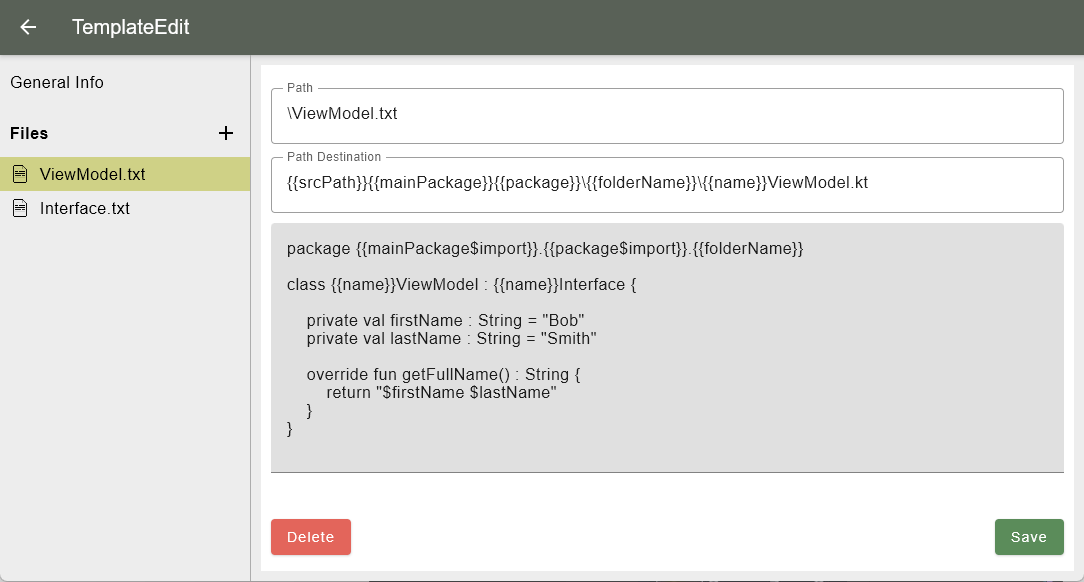 TemplateEdit
General Info
Files
ViewModel.txt
Interface.txt
Path
\ViewModel.txt
Path Destination
{{srcPath}}{{mainPackage}}{{package}}\{{folderName}}\{{name}}ViewModel.kt
package {{mainPackage$import}}.{{package$import}}.{{folderName}}
class {{name}}ViewModel : {{name}}Interface {
private val firstName : String = "Bob"
private val lastName : String = "Smith"
override fun getFullName() : String {
return "$firstName $lastName"
}
}
Delete
Save